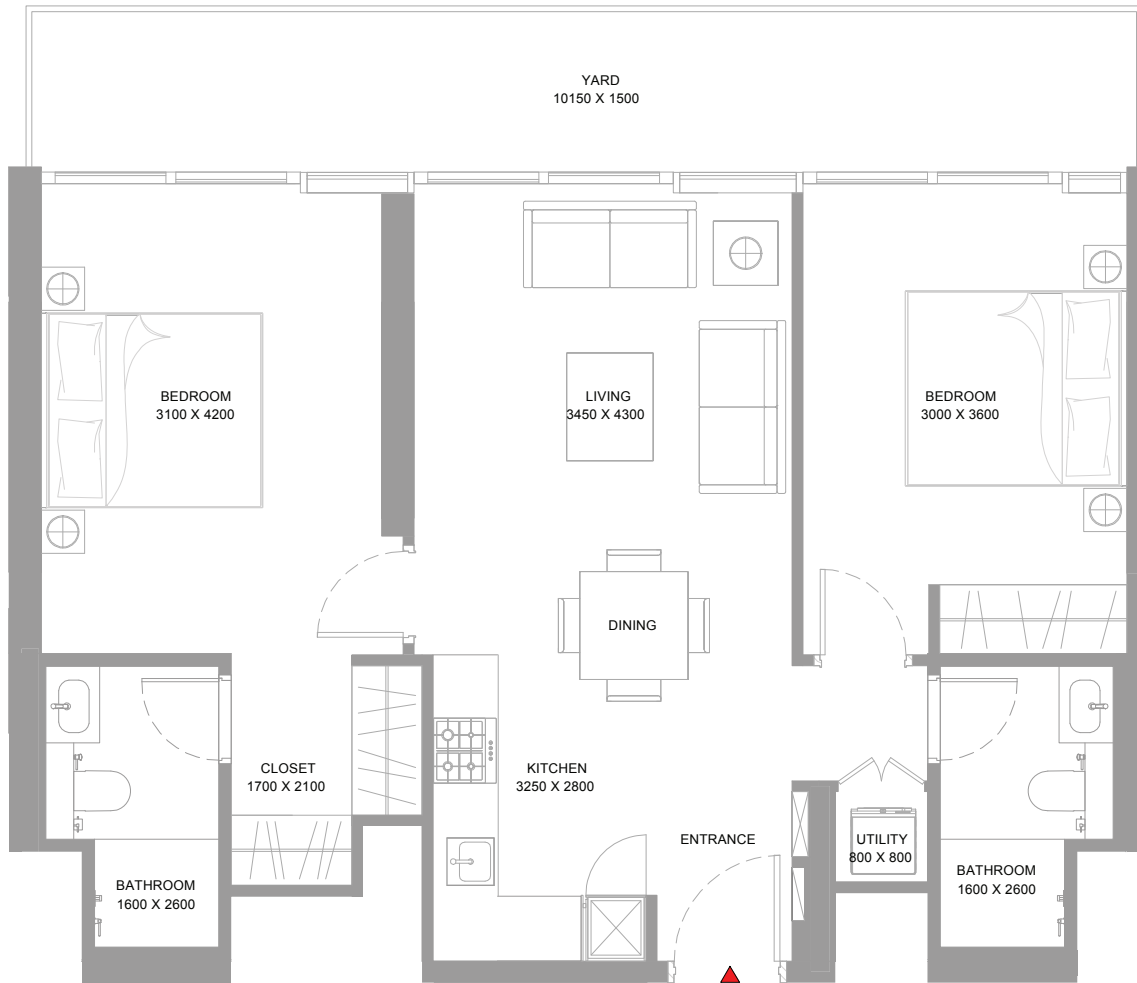 YARD
10150 X 1500
BEDROOM
3100 X 4200
LIVING
3450 X 4300
BEDROOM
3000 X 3600
DINING
CLOSET
1700 X 2100
KITCHEN
3250 X 2800
ENTRANCE
UTILITY
800 X 800
BATHROOM
1600 X 2600
BATHROOM
1600 X 2600